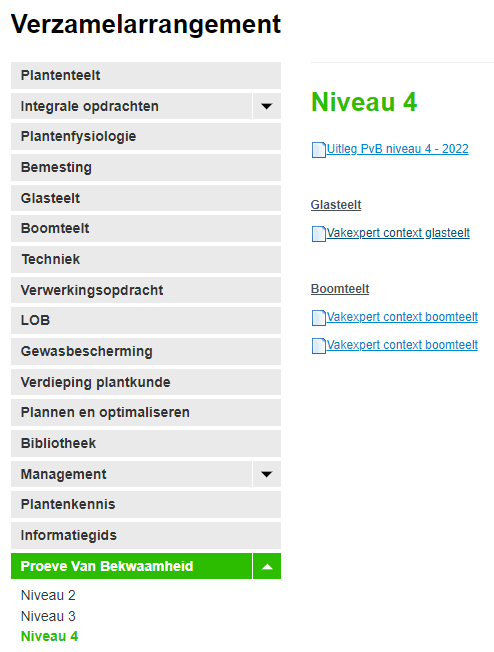 Verzamelarrangement
Plantenteelt
Integrale opdrachten
Plantenfysiologie
Bemesting
Glasteelt
Boomteelt
Techniek
Verwerkingsopdracht
LOB
Gewasbescherming
Verdieping plantkunde
Plannen en optimaliseren
Bibliotheek
Management
Plantenkennis
Informatiegids
Proeve Van Bekwaamheid
Niveau 2
Niveau 3
Niveau 4
Niveau 4
Uitleg PvB niveau 4 - 2022
Glasteelt
Vakexpert context glasteelt
Boomteelt
Vakexpert context boomteelt
Vakexpert context boomteelt